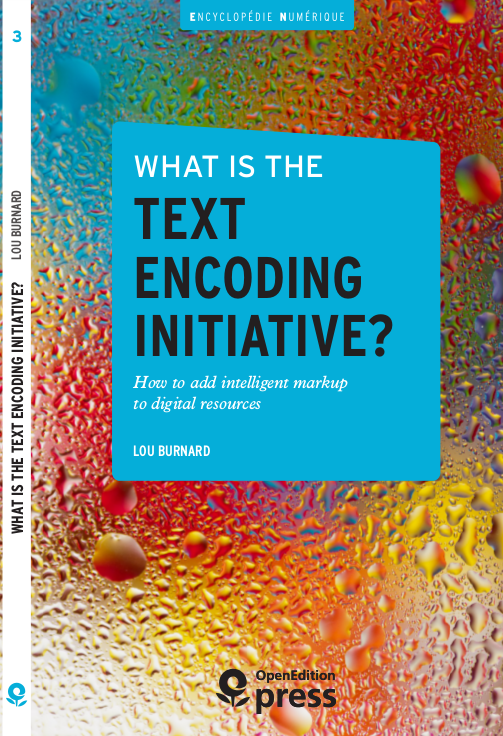 3
LOU BURNARD
WHAT IS THE TEXT ENCODING INITIATIVE?
ENCYCLOPÉDIE NUMÉRIQUE
WHAT IS THE
TEXT
ENCODING
INITIATIVE?
How to add intelligent markup
to digital resources
LOU BURNARD
OpenEdition
press